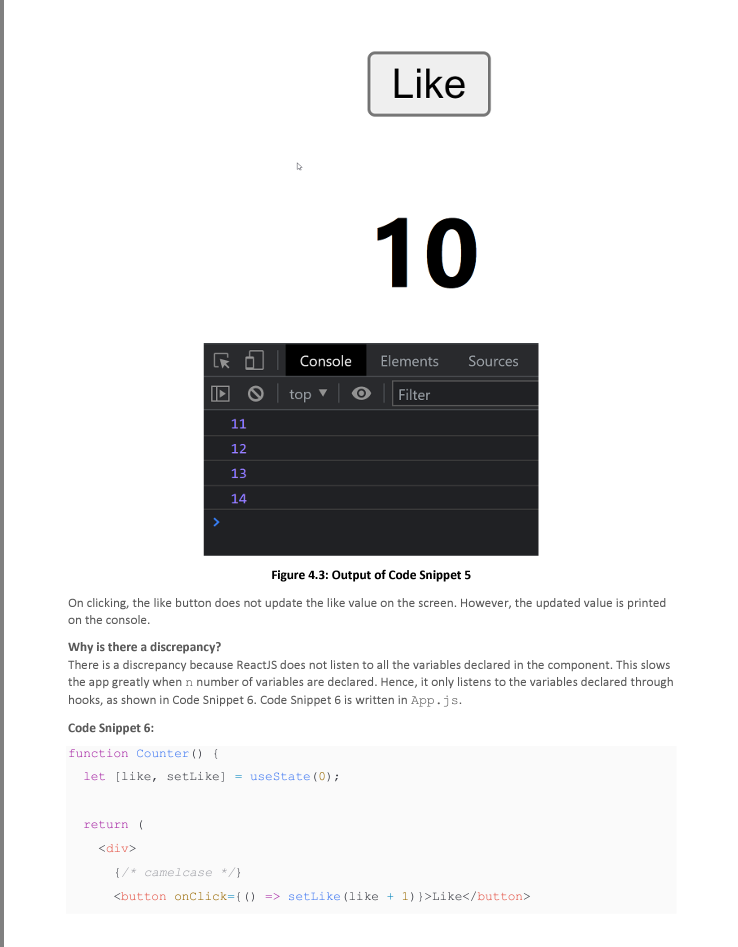 Like
10
Console Elements Sources
top ▼ Filter
11
12
13
14
>
Figure 4.3: Output of Code Snippet 5
On clicking, the like button does not update the like value on the screen. However, the updated value is printed
on the console.
Why is there a discrepancy?
There is a discrepancy because ReactJS does not listen to all the variables declared in the component. This slows
the app greatly when n number of variables are declared. Hence, it only listens to the variables declared through
hooks, as shown in Code Snippet 6. Code Snippet 6 is written in App.js.
Code Snippet 6:
function Counter() {
let [like, setLike] = useState(0);
return (
<div>
{/* camelcase */}
<button onClick={() => setLike(like + 1)}>Like</button>